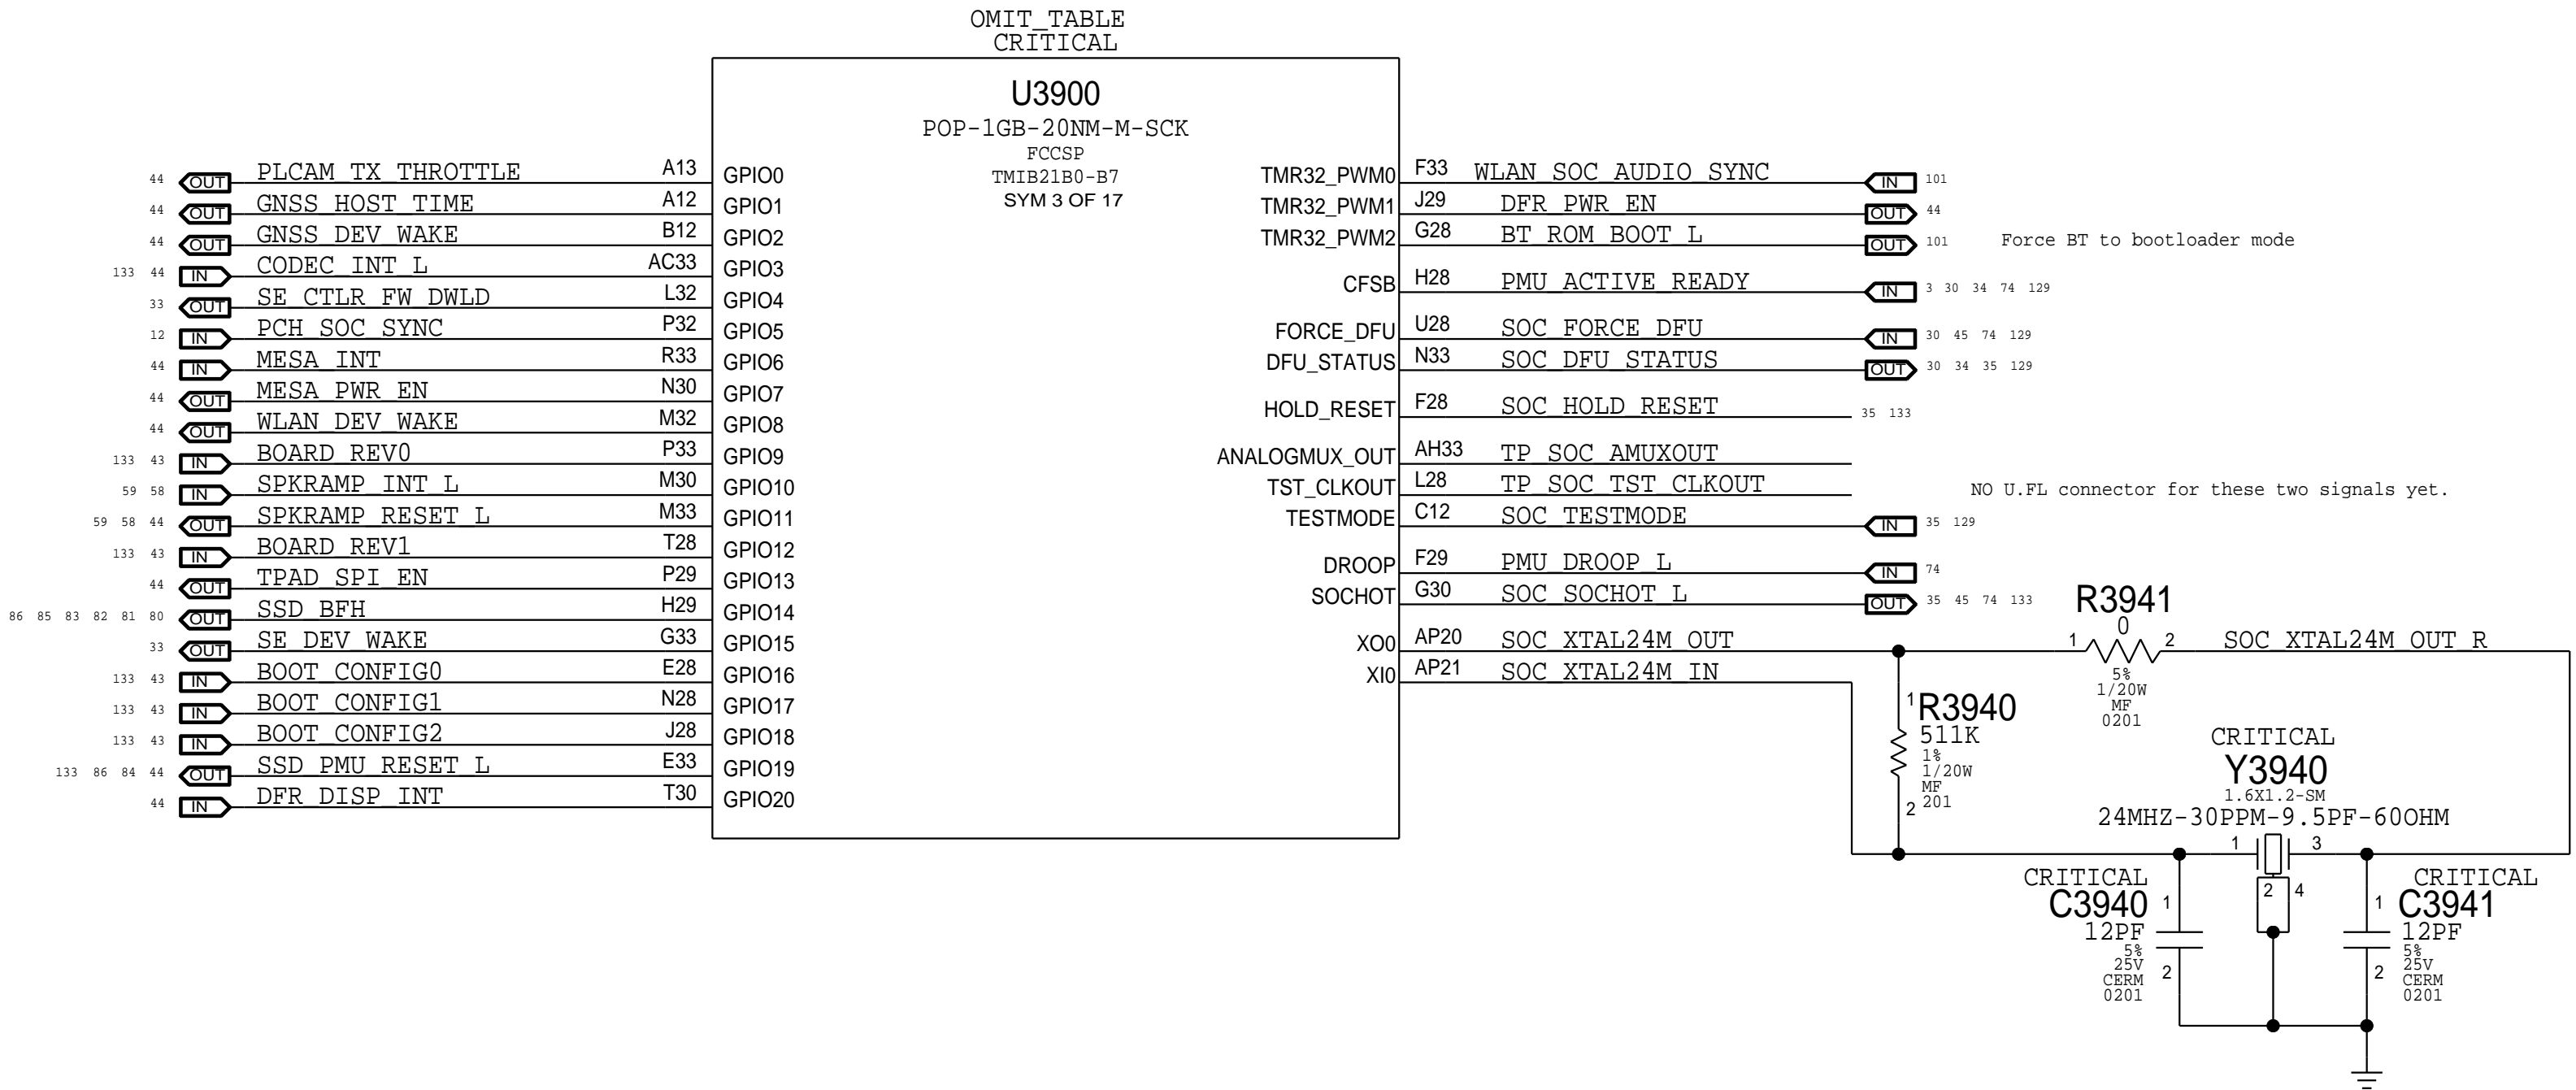 OMIT_TABLE
CRITICAL
U3900
POP-1GB-20NM-M-SCK
FCCSP
TMIB21B0-B7
SYM 3 OF 17
44 OUT PLCAM_TX_THROTTLE A13 GPIO0
44 OUT GNSS_HOST_TIME A12 GPIO1
44 OUT GNSS_DEV_WAKE B12 GPIO2
133 44 IN CODEC_INT_L AC33 GPIO3
33 OUT SE_CTLR_FW_DWLD L32 GPIO4
12 IN PCH_SOC_SYNC P32 GPIO5
44 IN MESA_INT R33 GPIO6
44 OUT MESA_PWR_EN N30 GPIO7
44 OUT WLAN_DEV_WAKE M32 GPIO8
133 43 IN BOARD_REV0 P33 GPIO9
59 58 IN SPKRAMP_INT_L M30 GPIO10
59 58 44 OUT SPKRAMP_RESET_L M33 GPIO11
133 43 IN BOARD_REV1 T28 GPIO12
44 OUT TPAD_SPI_EN P29 GPIO13
86 85 83 82 81 80 OUT SSD_BFH H29 GPIO14
33 OUT SE_DEV_WAKE G33 GPIO15
133 43 IN BOOT_CONFIG0 E28 GPIO16
133 43 IN BOOT_CONFIG1 N28 GPIO17
133 43 IN BOOT_CONFIG2 J28 GPIO18
133 86 84 44 OUT SSD_PMU_RESET_L E33 GPIO19
44 IN DFR_DISP_INT T30 GPIO20
TMR32_PWM0 F33 WLAN_SOC_AUDIO_SYNC IN 101
TMR32_PWM1 J29 DFR_PWR_EN OUT 44
TMR32_PWM2 G28 BT_ROM_BOOT_L OUT 101 Force BT to bootloader mode
CFSB H28 PMU_ACTIVE_READY IN 3 30 34 74 129
FORCE_DFU U28 SOC_FORCE_DFU IN 30 45 74 129
DFU_STATUS N33 SOC_DFU_STATUS OUT 30 34 35 129
HOLD_RESET F28 SOC_HOLD_RESET 35 133
ANALOGMUX_OUT AH33 TP_SOC_AMUXOUT
TST_CLKOUT L28 TP_SOC_TST_CLKOUT NO U.FL connector for these two signals yet.
TESTMODE C12 SOC_TESTMODE IN 35 129
DROOP F29 PMU_DROOP_L IN 74
SOCHOT G30 SOC_SOCHOT_L OUT 35 45 74 133
XO0 AP20 SOC_XTAL24M_OUT
XI0 AP21 SOC_XTAL24M_IN
R3941
0
1 2 SOC_XTAL24M_OUT_R
5%
1/20W
MF
0201
1
R3940
511K
1%
1/20W
MF
201
2
CRITICAL
Y3940
1.6X1.2-SM
24MHZ-30PPM-9.5PF-60OHM
1 3
2 4
CRITICAL
C3940
12PF
5%
25V
CERM
0201
1
2
CRITICAL
C3941
12PF
5%
25V
CERM
0201
1
2